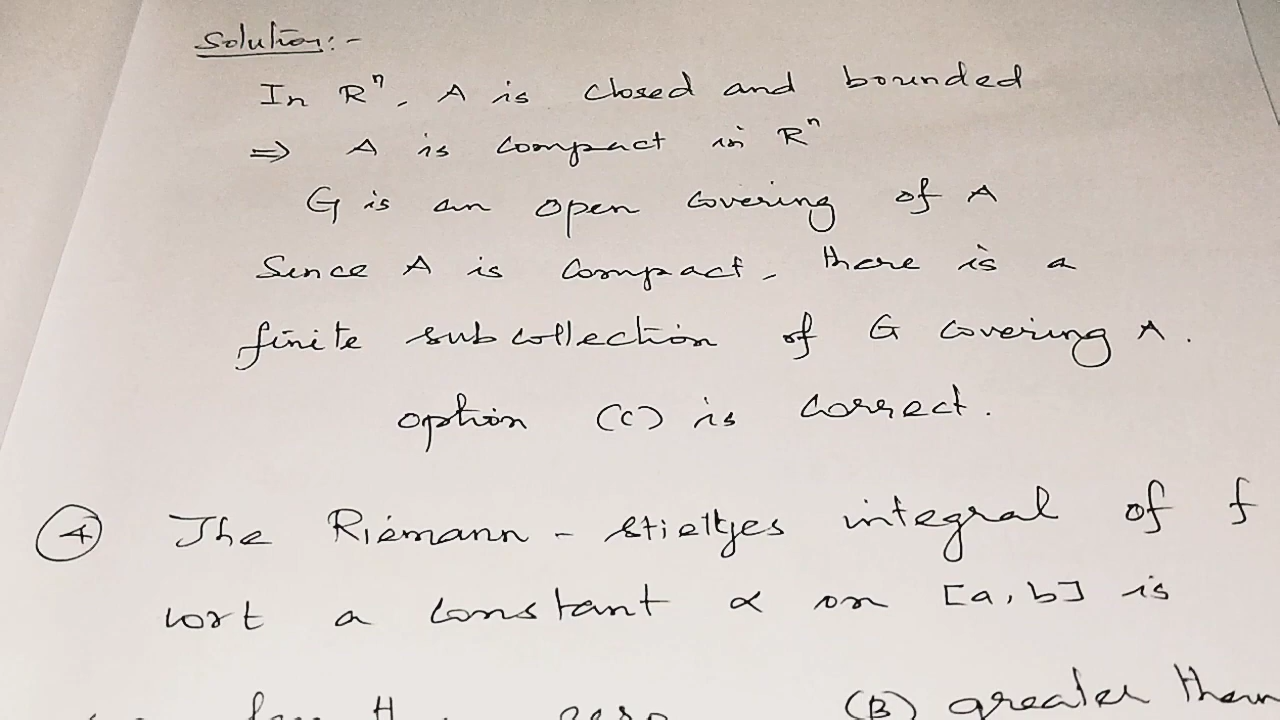 Solution:-
In Rⁿ, A is closed and bounded
⇒ A is compact in Rⁿ
G is an open covering of A
Since A is compact, there is a
finite subcollection of G covering A.
option (C) is correct.
④ The Riemann - Stieltjes integral of f
wrt a constant α on [a, b] is
zero (B) greater than